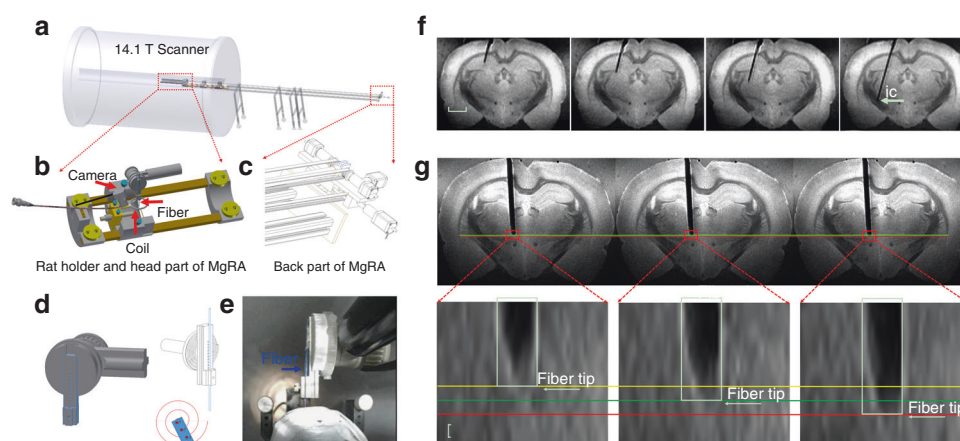 a
14.1 T Scanner
b
Camera
Fiber
Coil
Rat holder and head part of MgRA
c
Back part of MgRA
d
e
Fiber
f
ic
g
Fiber tip
Fiber tip
Fiber tip